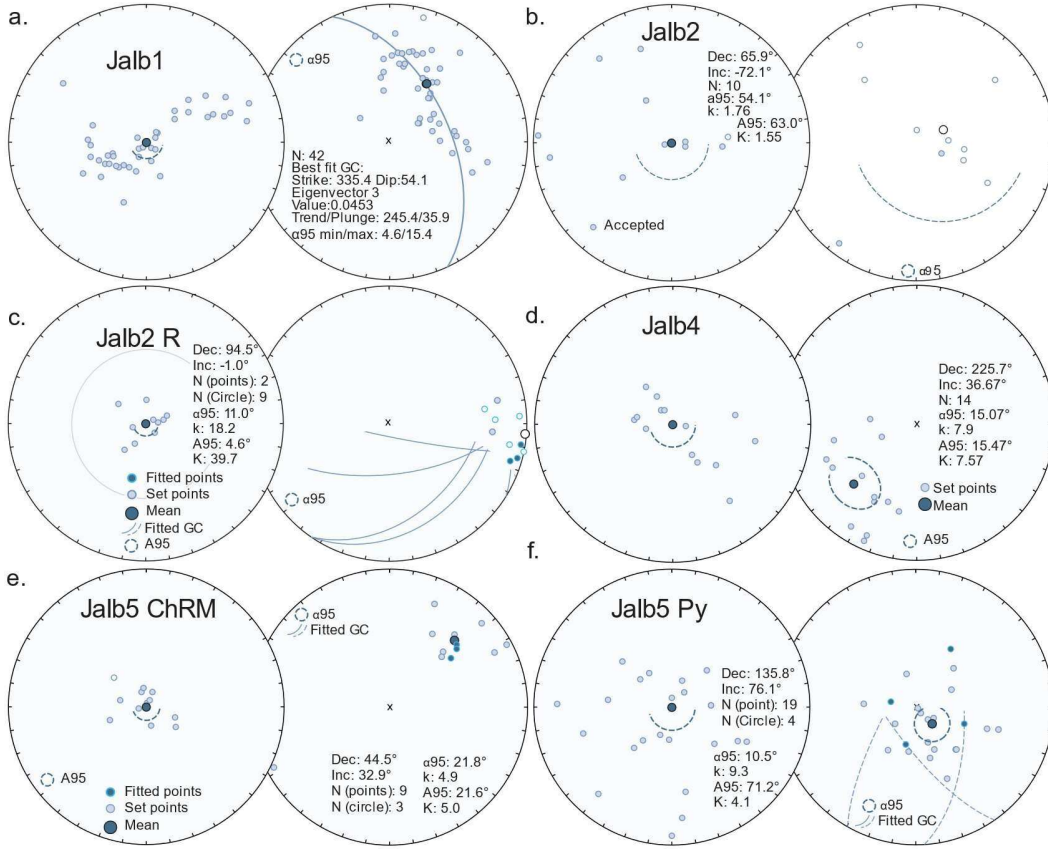 a.
Jalb1
α95
x
N: 42
Best fit GC:
Strike: 335.4 Dip:54.1
Eigenvector 3
Value:0.0453
Trend/Plunge: 245.4/35.9
α95 min/max: 4.6/15.4
b.
Jalb2
Dec: 65.9°
Inc: -72.1°
N: 10
a95: 54.1°
k: 1.76
A95: 63.0°
K: 1.55
Accepted
α95
c.
Jalb2 R
Dec: 94.5°
Inc: -1.0°
N (points): 2
N (Circle): 9
α95: 11.0°
k: 18.2
A95: 4.6°
K: 39.7
Fitted points
Set points
Mean
Fitted GC
A95
x
α95
d.
Jalb4
x
Dec: 225.7°
Inc: 36.67°
N: 14
α95: 15.07°
k: 7.9
A95: 15.47°
K: 7.57
Set points
Mean
A95
e.
Jalb5 ChRM
A95
Fitted points
Set points
Mean
α95
Fitted GC
x
Dec: 44.5°
Inc: 32.9°
N (points): 9
N (circle): 3
α95: 21.8°
k: 4.9
A95: 21.6°
K: 5.0
f.
Jalb5 Py
Dec: 135.8°
Inc: 76.1°
N (point): 19
N (Circle): 4
α95: 10.5°
k: 9.3
A95: 71.2°
K: 4.1
α95
Fitted GC